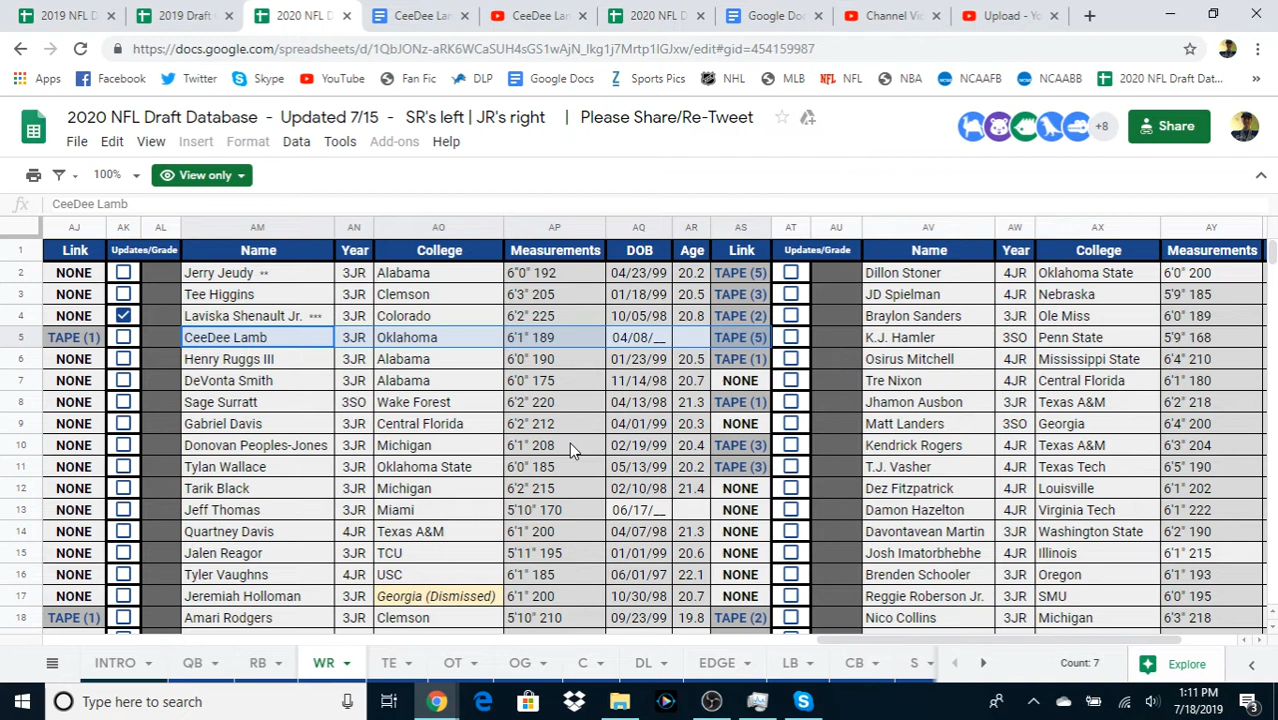 2019 NFL D
2019 Draft
2020 NFL D
CeeDee Lam
CeeDee Lam
2020 NFL D
Google Doc
Channel Vi
Upload - Yo
https://docs.google.com/spreadsheets/d/1QbJONz-aRK6WCaSUH4sGS1wAjN_lkg1j7Mrtp1IGJxw/edit#gid=454159987
Apps Facebook Twitter Skype YouTube Fan Fic DLP Google Docs Sports Pics NHL MLB NFL NBA NCAAFB NCAABB 2020 NFL Draft Dat... »
2020 NFL Draft Database - Updated 7/15 - SR's left | JR's right | Please Share/Re-Tweet
+8
Share
File Edit View Insert Format Data Tools Add-ons Help
100% View only
fx CeeDee Lamb
AJ AK AL AM AN AO AP AQ AR AS AT AU AV AW AX AY
1 Link Updates/Grade Name Year College Measurements DOB Age Link Updates/Grade Name Year College Measurements
2 NONE Jerry Jeudy ** 3JR Alabama 6"0" 192 04/23/99 20.2 TAPE (5) Dillon Stoner 4JR Oklahoma State 6'0" 200
3 NONE Tee Higgins 3JR Clemson 6'3" 205 01/18/99 20.5 TAPE (3) JD Spielman 4JR Nebraska 5'9" 185
4 NONE Laviska Shenault Jr. *** 3JR Colorado 6'2" 225 10/05/98 20.8 TAPE (2) Braylon Sanders 4JR Ole Miss 6'0" 189
5 TAPE (1) CeeDee Lamb 3JR Oklahoma 6'1" 189 04/08/__ TAPE (5) K.J. Hamler 3SO Penn State 5'9" 168
6 NONE Henry Ruggs III 3JR Alabama 6'0" 190 01/23/99 20.5 TAPE (1) Osirus Mitchell 4JR Mississippi State 6'4" 210
7 NONE DeVonta Smith 3JR Alabama 6'0" 175 11/14/98 20.7 NONE Tre Nixon 4JR Central Florida 6'1" 180
8 NONE Sage Surratt 3SO Wake Forest 6'2" 220 04/13/98 21.3 TAPE (1) Jhamon Ausbon 3JR Texas A&M 6'2" 218
9 NONE Gabriel Davis 3JR Central Florida 6'2" 212 04/01/99 20.3 NONE Matt Landers 3SO Georgia 6'4" 200
10 NONE Donovan Peoples-Jones 3JR Michigan 6'1" 208 02/19/99 20.4 TAPE (3) Kendrick Rogers 4JR Texas A&M 6'3" 204
11 NONE Tylan Wallace 3JR Oklahoma State 6'0" 185 05/13/99 20.2 TAPE (3) T.J. Vasher 4JR Texas Tech 6'5" 190
12 NONE Tarik Black 3JR Michigan 6'2" 215 02/10/98 21.4 NONE Dez Fitzpatrick 4JR Louisville 6'1" 202
13 NONE Jeff Thomas 3JR Miami 5'10" 170 06/17/__ NONE Damon Hazelton 4JR Virginia Tech 6'1" 222
14 NONE Quartney Davis 4JR Texas A&M 6'1" 200 04/07/98 21.3 NONE Davontavean Martin 3JR Washington State 6'2" 190
15 NONE Jalen Reagor 3JR TCU 5'11" 195 01/01/99 20.6 NONE Josh Imatorbhebhe 4JR Illinois 6'1" 215
16 NONE Tyler Vaughns 4JR USC 6'1" 185 06/01/97 22.1 NONE Brenden Schooler 4JR Oregon 6'1" 193
17 NONE Jeremiah Holloman 3JR Georgia (Dismissed) 6'1" 200 10/30/98 20.7 NONE Reggie Roberson Jr. 4JR SMU 6'0" 195
18 TAPE (1) Amari Rodgers 3JR Clemson 5'10" 210 09/23/99 19.8 TAPE (2) Nico Collins 3JR Michigan 6'4" 218
INTRO QB RB WR TE OT OG C DL EDGE LB CB S Count: 7 Explore
Type here to search
1:11 PM
7/18/2019
3